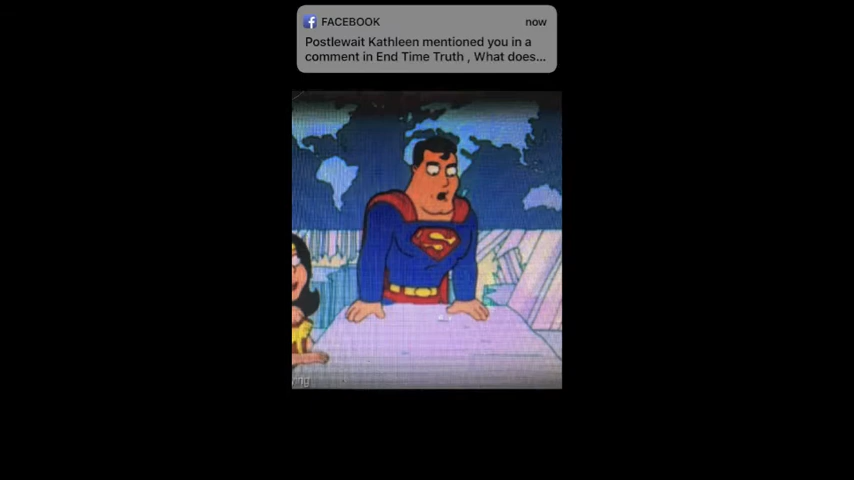 FACEBOOK
now
Postlewait Kathleen mentioned you in a
comment in End Time Truth , What does...
S